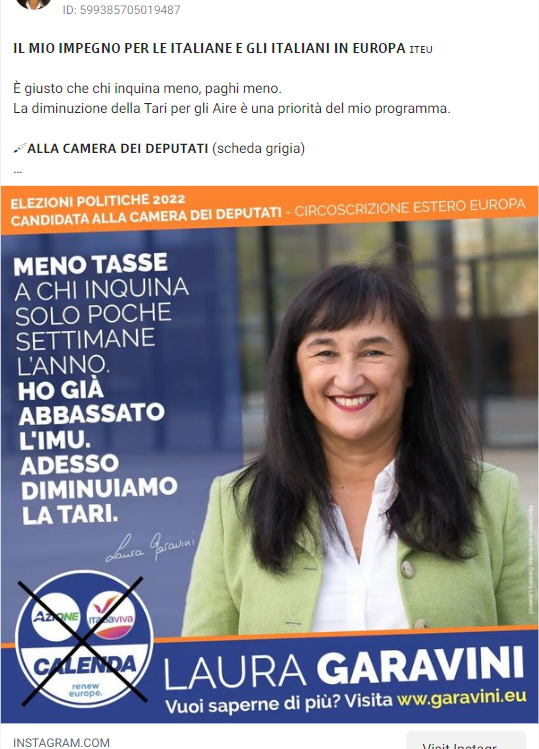 ID: 599385705019487
IL MIO IMPEGNO PER LE ITALIANE E GLI ITALIANI IN EUROPA ITEU
È giusto che chi inquina meno, paghi meno.
La diminuzione della Tari per gli Aire è una priorità del mio programma.
🖌ALLA CAMERA DEI DEPUTATI (scheda grigia)
...
ELEZIONI POLITICHE 2022
CANDIDATA ALLA CAMERA DEI DEPUTATI - CIRCOSCRIZIONE ESTERO EUROPA
MENO TASSE
A CHI INQUINA
SOLO POCHE
SETTIMANE
L'ANNO.
HO GIÀ
ABBASSATO
L'IMU.
ADESSO
DIMINUIAMO
LA TARI.
Laura Garavini
AZIONE
ITALIAVIVA
CALENDA
renew
europe.
LAURA GARAVINI
Vuoi saperne di più? Visita www.garavini.eu
INSTAGRAM.COM
Visit Instagr